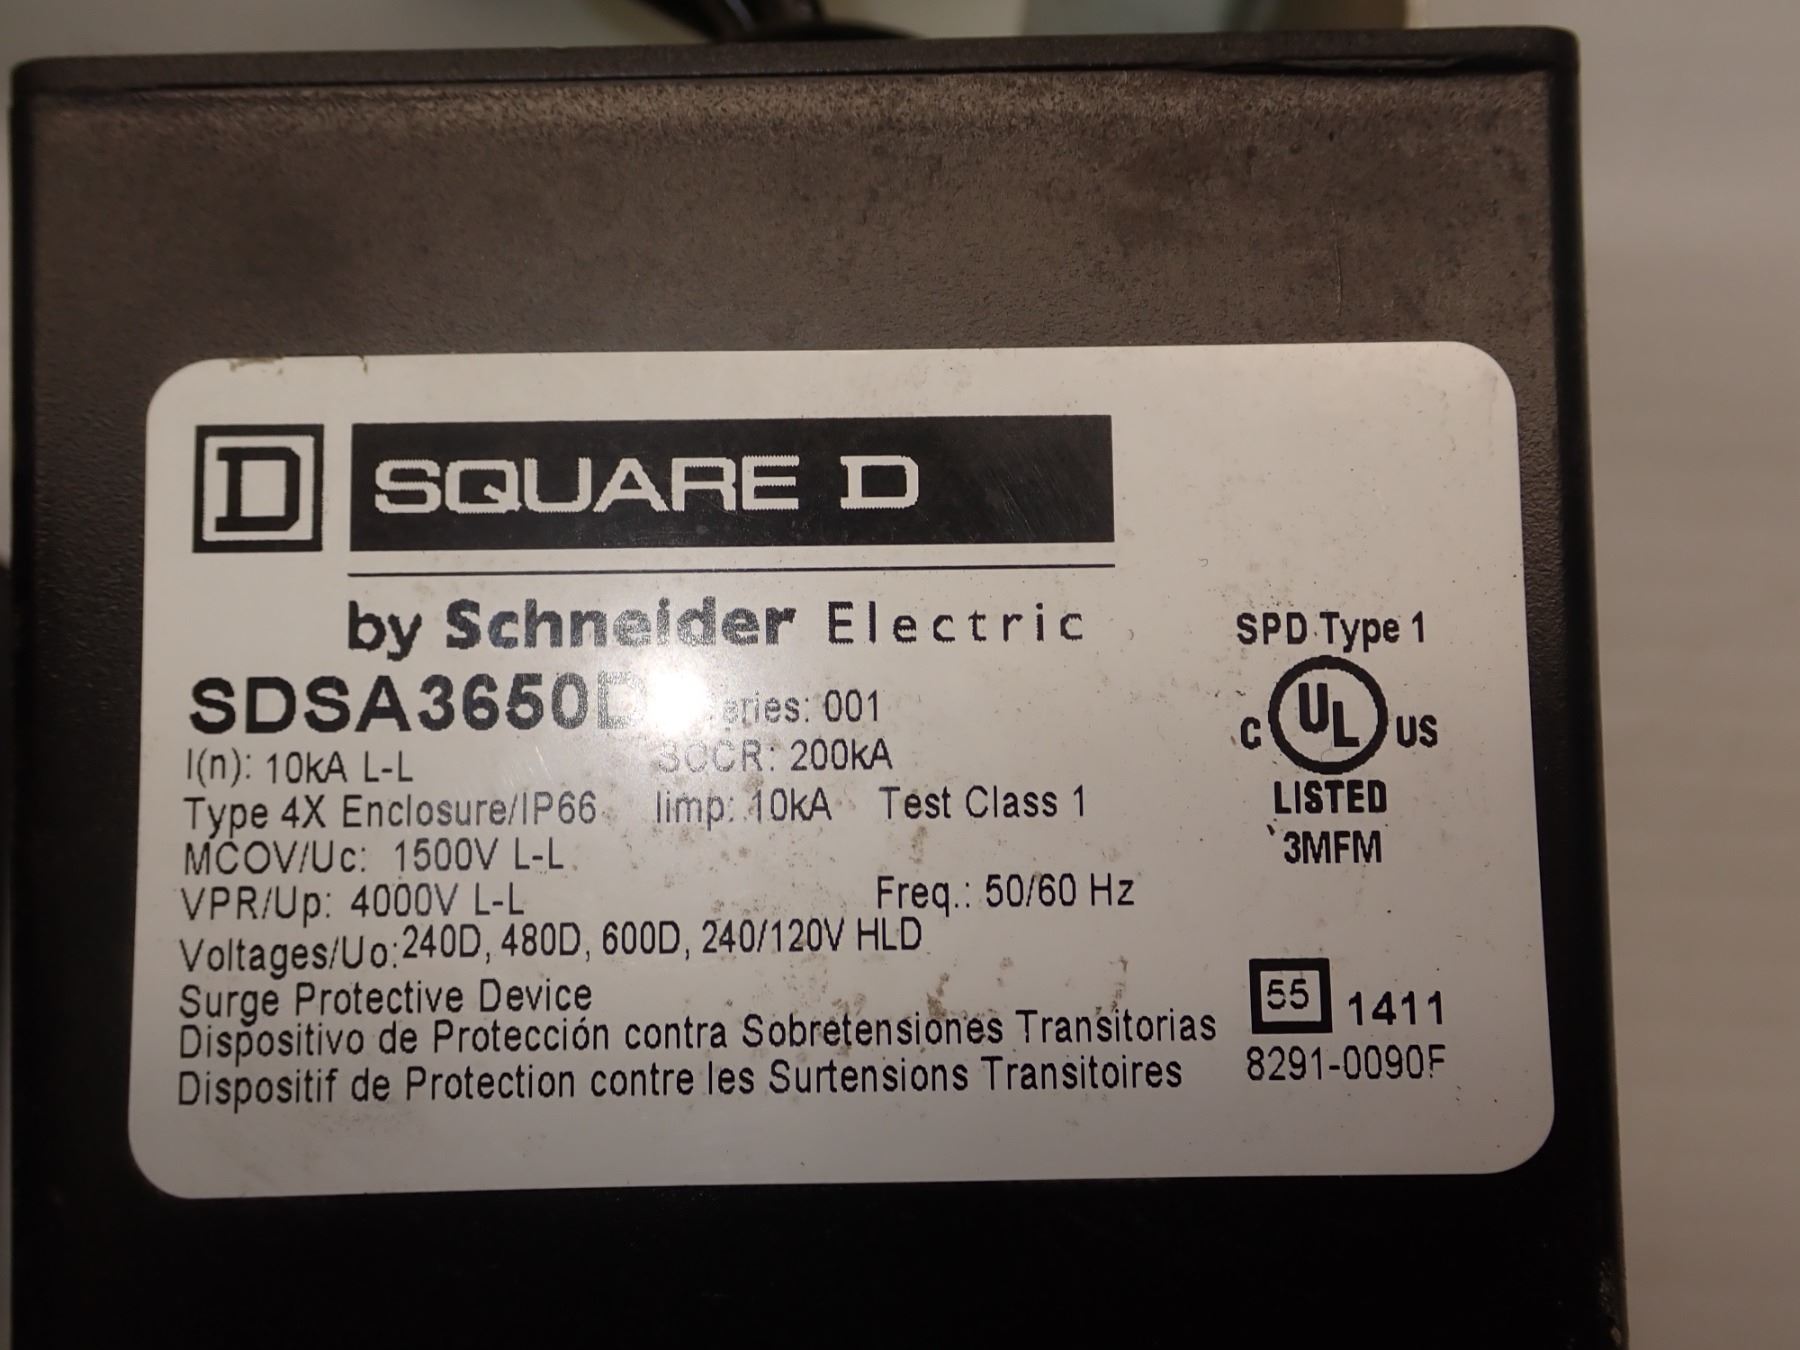 D SQUARE D
by Schneider Electric
SPD Type 1
SDSA3650D Series: 001
C UL US
I(n): 10kA L-L SCCR: 200kA
LISTED
Type 4X Enclosure/IP66 Iimp: 10kA Test Class 1
3MFM
MCOV/Uc: 1500V L-L
VPR/Up: 4000V L-L Freq.: 50/60 Hz
Voltages/Uo:240D, 480D, 600D, 240/120V HLD
Surge Protective Device
55 1411
Dispositivo de Protección contra Sobretensiones Transitorias
8291-0090F
Dispositif de Protection contre les Surtensions Transitoires